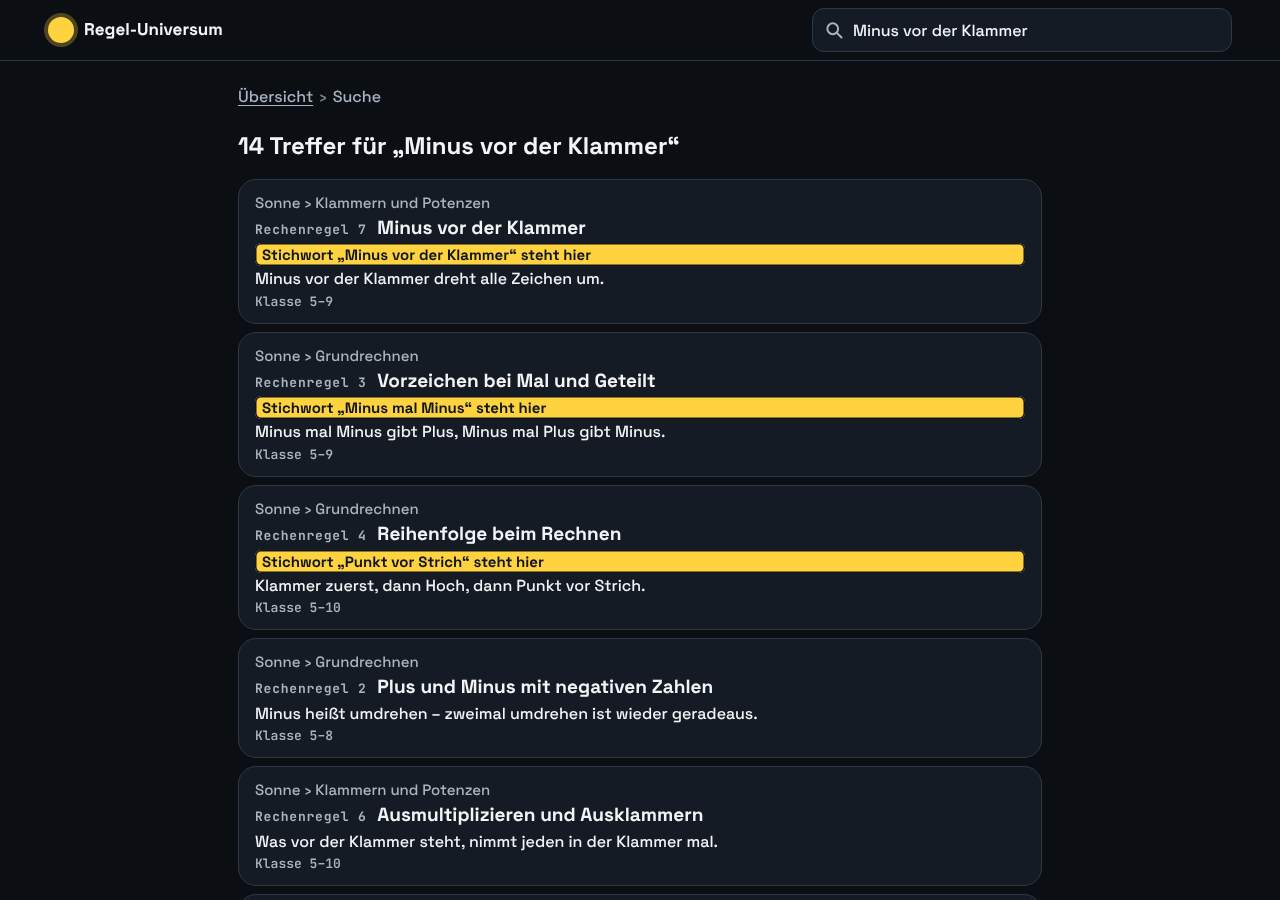 Regel-Universum
Minus vor der Klammer
Übersicht > Suche
14 Treffer für „Minus vor der Klammer“
Sonne > Klammern und Potenzen
Rechenregel 7 Minus vor der Klammer
Stichwort „Minus vor der Klammer“ steht hier
Minus vor der Klammer dreht alle Zeichen um.
Klasse 5–9
Sonne > Grundrechnen
Rechenregel 3 Vorzeichen bei Mal und Geteilt
Stichwort „Minus mal Minus“ steht hier
Minus mal Minus gibt Plus, Minus mal Plus gibt Minus.
Klasse 5–9
Sonne > Grundrechnen
Rechenregel 4 Reihenfolge beim Rechnen
Stichwort „Punkt vor Strich“ steht hier
Klammer zuerst, dann Hoch, dann Punkt vor Strich.
Klasse 5–10
Sonne > Grundrechnen
Rechenregel 2 Plus und Minus mit negativen Zahlen
Minus heißt umdrehen – zweimal umdrehen ist wieder geradeaus.
Klasse 5–8
Sonne > Klammern und Potenzen
Rechenregel 6 Ausmultiplizieren und Ausklammern
Was vor der Klammer steht, nimmt jeden in der Klammer mal.
Klasse 5–10